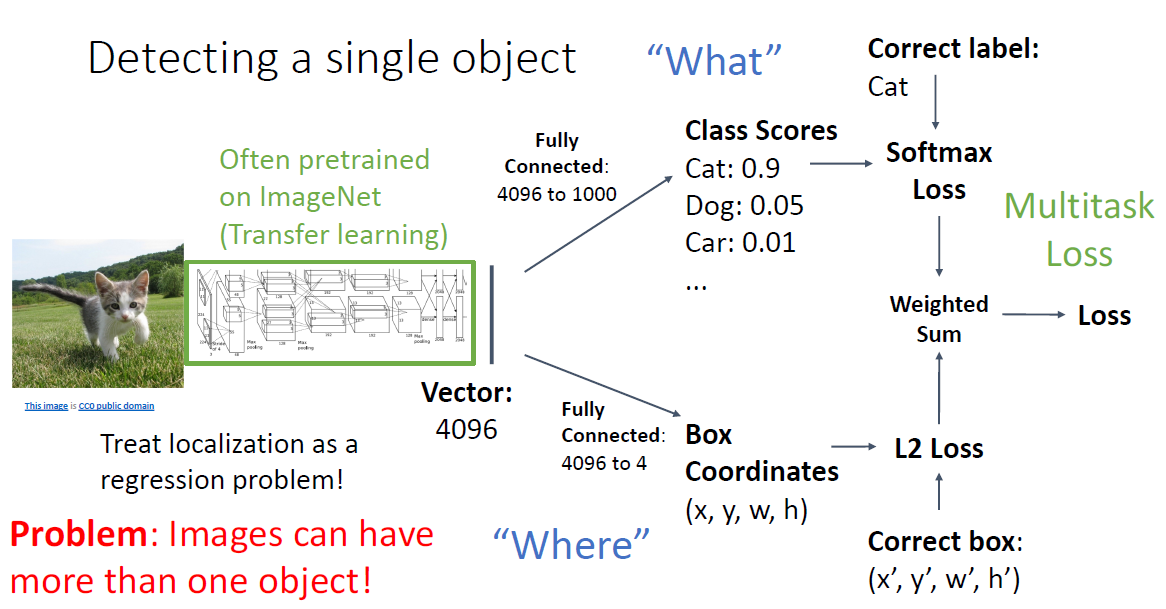 Detecting a single object
“What”
Correct label:
Cat
Often pretrained
on ImageNet
(Transfer learning)
Fully
Connected:
4096 to 1000
Class Scores
Cat: 0.9
Dog: 0.05
Car: 0.01
...
Softmax
Loss
Multitask
Loss
Weighted
Sum
Loss
This image is CC0 public domain
Vector:
4096
Treat localization as a
regression problem!
Fully
Connected:
4096 to 4
Box
Coordinates
(x, y, w, h)
L2 Loss
Problem: Images can have
more than one object!
“Where”
Correct box:
(x’, y’, w’, h’)